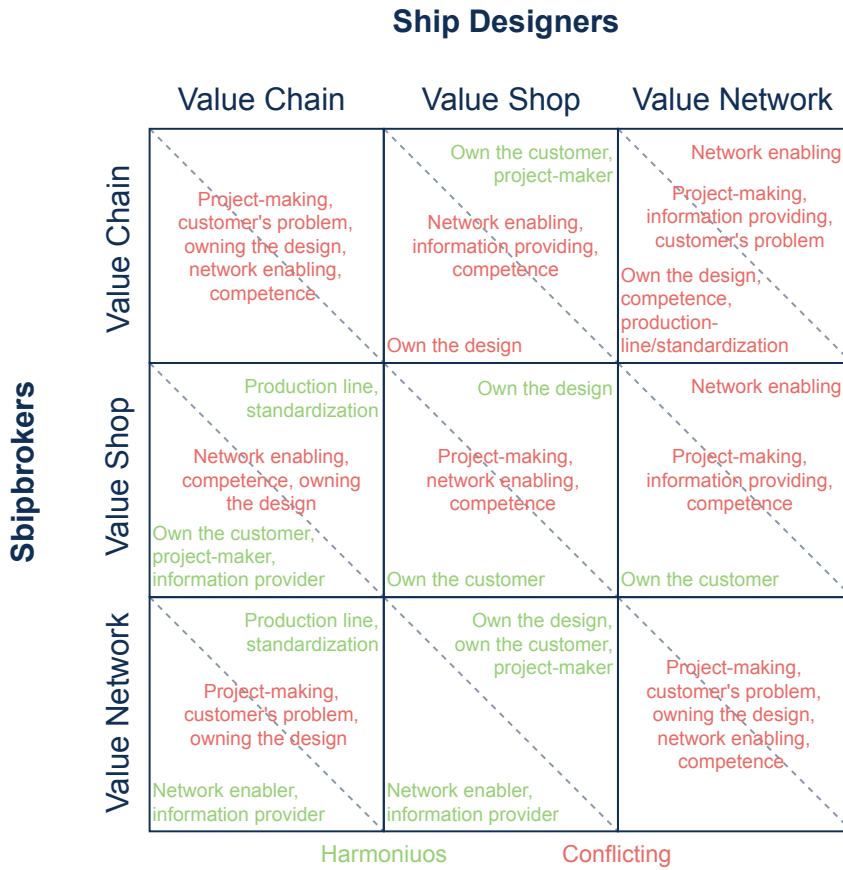 Ship Designers
Value Chain
Value Shop
Value Network
Sbipbrokers
Value Chain
Project-making,
customer's problem,
owning the design,
network enabling,
competence
Own the customer,
project-maker
Network enabling,
information providing,
competence
Own the design
Network enabling
Project-making,
information providing,
customer's problem
Own the design,
competence,
production-
line/standardization
Value Shop
Production line,
standardization
Network enabling,
competence, owning
the design
Own the customer,
project-maker,
information provider
Own the design
Project-making,
network enabling,
competence
Own the customer
Network enabling
Project-making,
information providing,
competence
Own the customer
Value Network
Production line,
standardization
Project-making,
customer's problem,
owning the design
Network enabler,
information provider
Own the design,
own the customer,
project-maker
Network enabler,
information provider
Project-making,
customer's problem,
owning the design,
network enabling,
competence
Harmoniuos
Conflicting